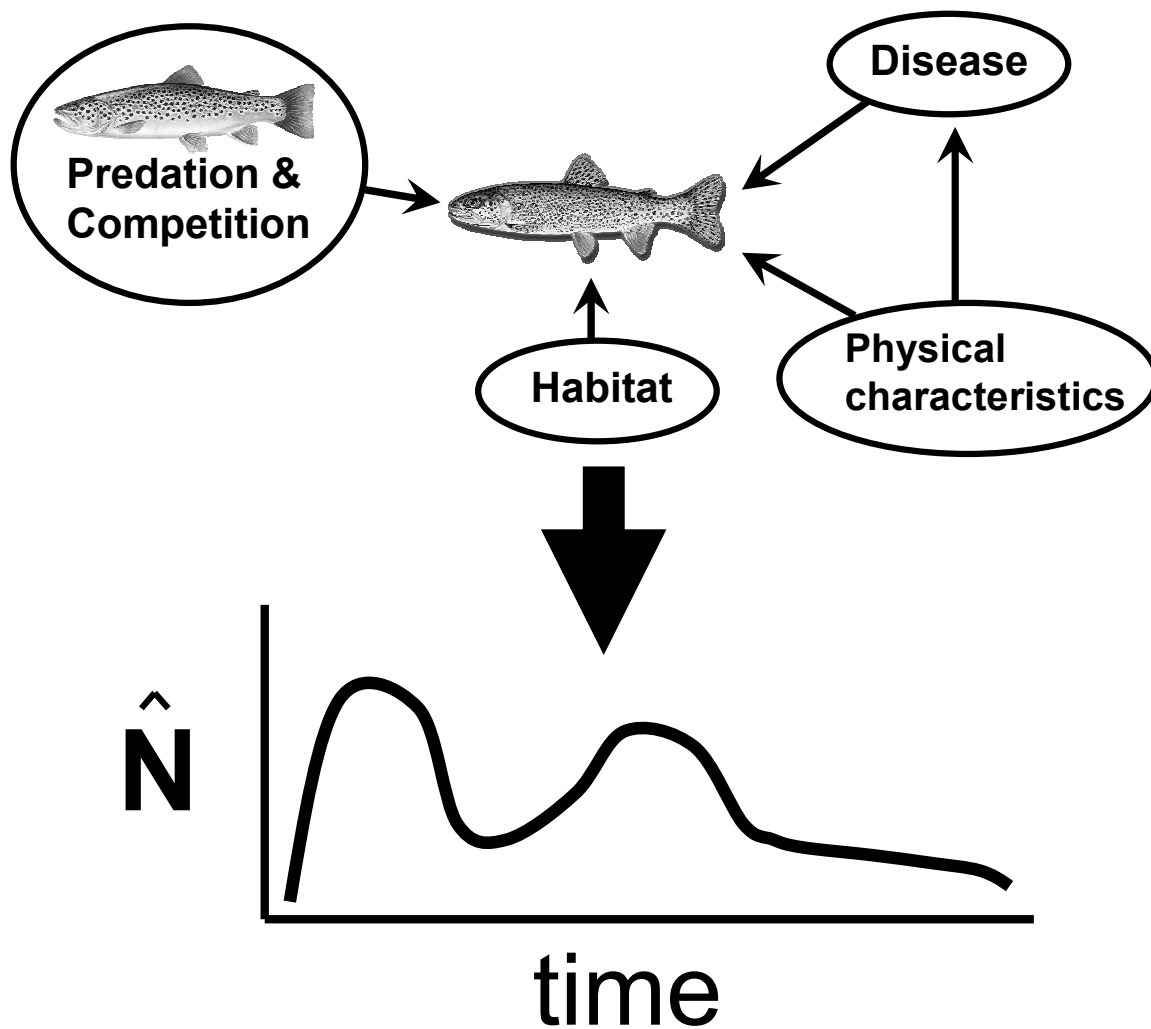 Disease
Predation &
Competition
Physical
characteristics
Habitat
N̂
time